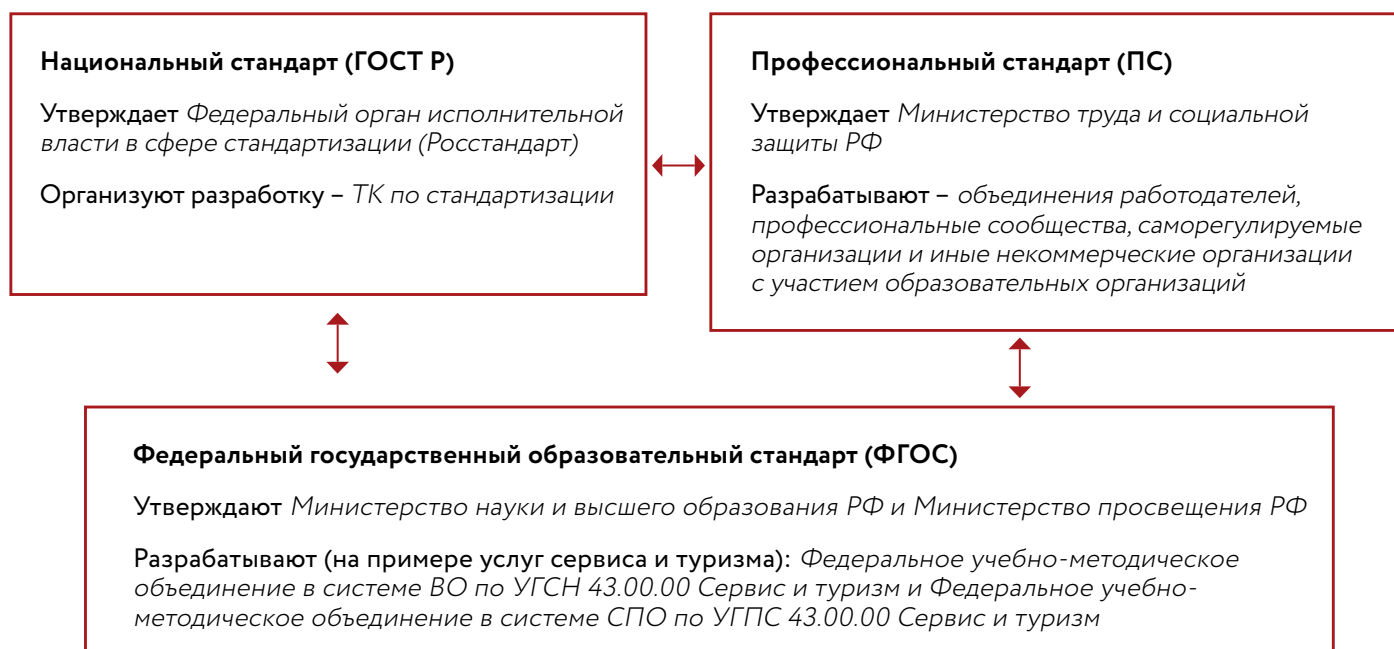 Национальный стандарт (ГОСТ Р)
Утверждает Федеральный орган исполнительной
власти в сфере стандартизации (Росстандарт)
Организуют разработку – ТК по стандартизации
Профессиональный стандарт (ПС)
Утверждает Министерство труда и социальной
защиты РФ
Разрабатывают – объединения работодателей,
профессиональные сообщества, саморегулируемые
организации и иные некоммерческие организации
с участием образовательных организаций
Федеральный государственный образовательный стандарт (ФГОС)
Утверждают Министерство науки и высшего образования РФ и Министерство просвещения РФ
Разрабатывают (на примере услуг сервиса и туризма): Федеральное учебно-методическое
объединение в системе ВО по УГСН 43.00.00 Сервис и туризм и Федеральное учебно-
методическое объединение в системе СПО по УГПС 43.00.00 Сервис и туризм